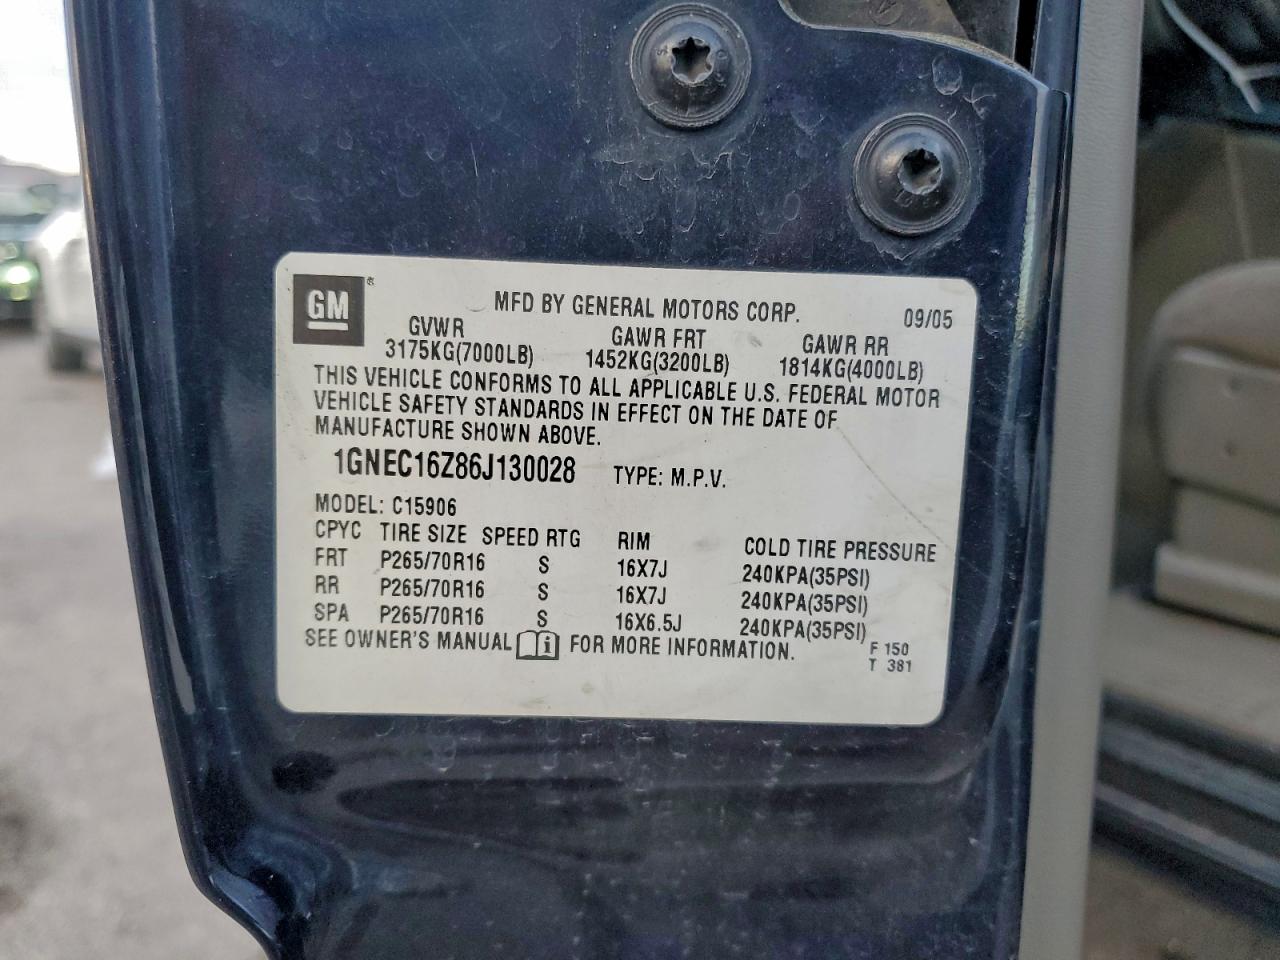 GM ®
MFD BY GENERAL MOTORS CORP. 09/05
GVWR GAWR FRT GAWR RR
3175KG(7000LB) 1452KG(3200LB) 1814KG(4000LB)
THIS VEHICLE CONFORMS TO ALL APPLICABLE U.S. FEDERAL MOTOR
VEHICLE SAFETY STANDARDS IN EFFECT ON THE DATE OF
MANUFACTURE SHOWN ABOVE.
1GNEC16Z86J130028 TYPE: M.P.V.
MODEL: C15906
CPYC TIRE SIZE SPEED RTG RIM COLD TIRE PRESSURE
FRT P265/70R16 S 16X7J 240KPA(35PSI)
RR P265/70R16 S 16X7J 240KPA(35PSI)
SPA P265/70R16 S 16X6.5J 240KPA(35PSI)
SEE OWNER'S MANUAL FOR MORE INFORMATION.
F 150
T 381